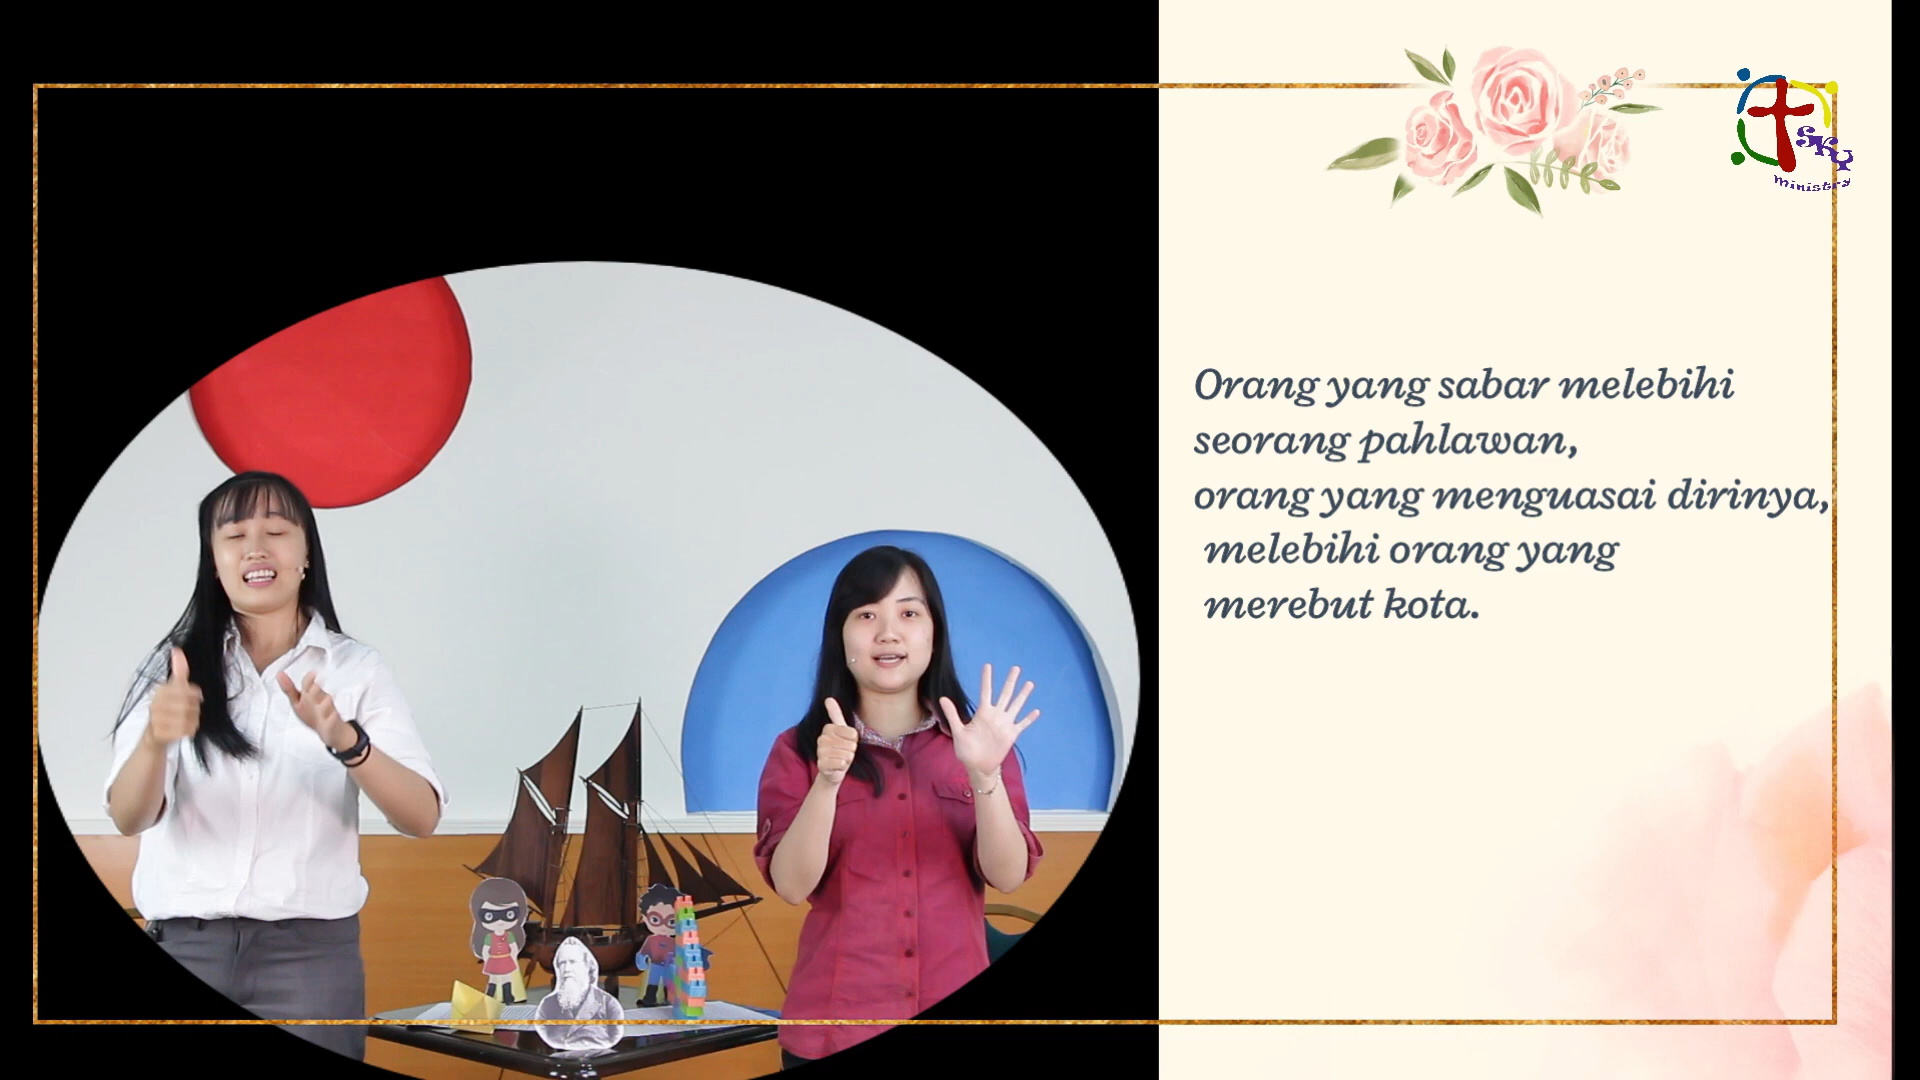 SKY
ministry
Orang yang sabar melebihi
seorang pahlawan,
orang yang menguasai dirinya,
melebihi orang yang
merebut kota.